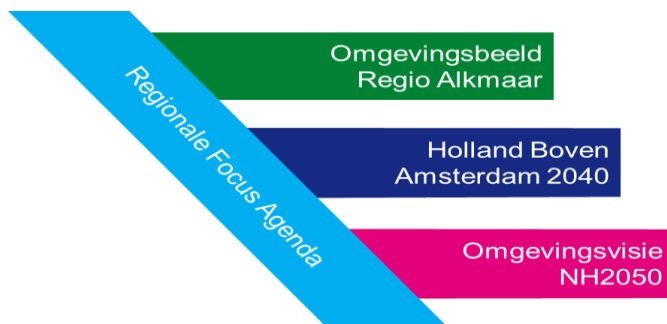 Regionale Focus Agenda
Omgevingsbeeld
Regio Alkmaar
Holland Boven
Amsterdam 2040
Omgevingsvisie
NH2050